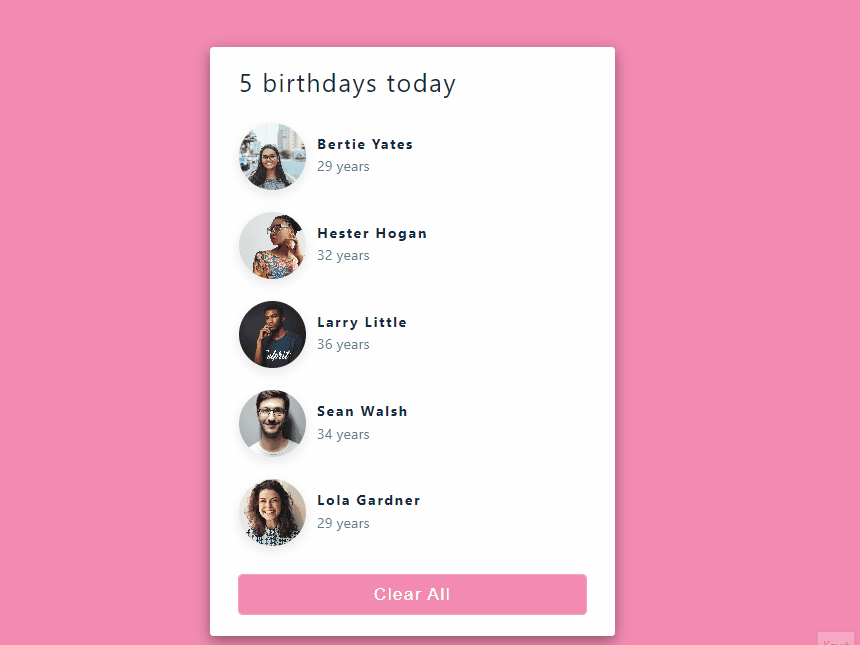 5 birthdays today
Bertie Yates
29 years
Hester Hogan
32 years
Larry Little
36 years
Sean Walsh
34 years
Lola Gardner
29 years
Clear All